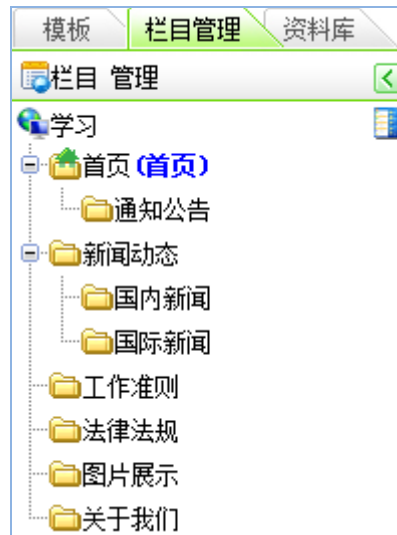 模板 栏目管理 资料库
栏目 管理
学习
首页 (首页)
通知公告
新闻动态
国内新闻
国际新闻
工作准则
法律法规
图片展示
关于我们